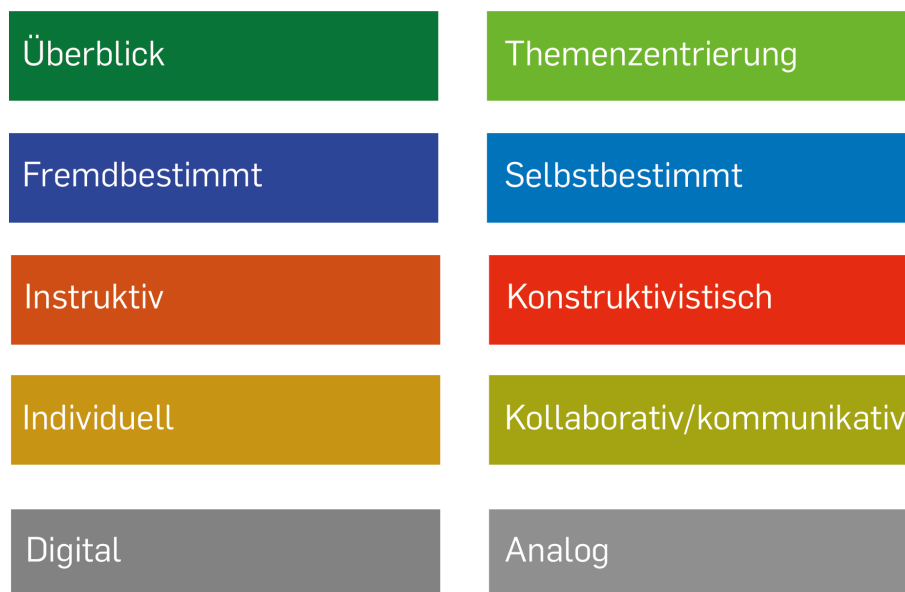 Überblick
Themenzentrierung
Fremdbestimmt
Selbstbestimmt
Instruktiv
Konstruktivistisch
Individuell
Kollaborativ/kommunikativ
Digital
Analog